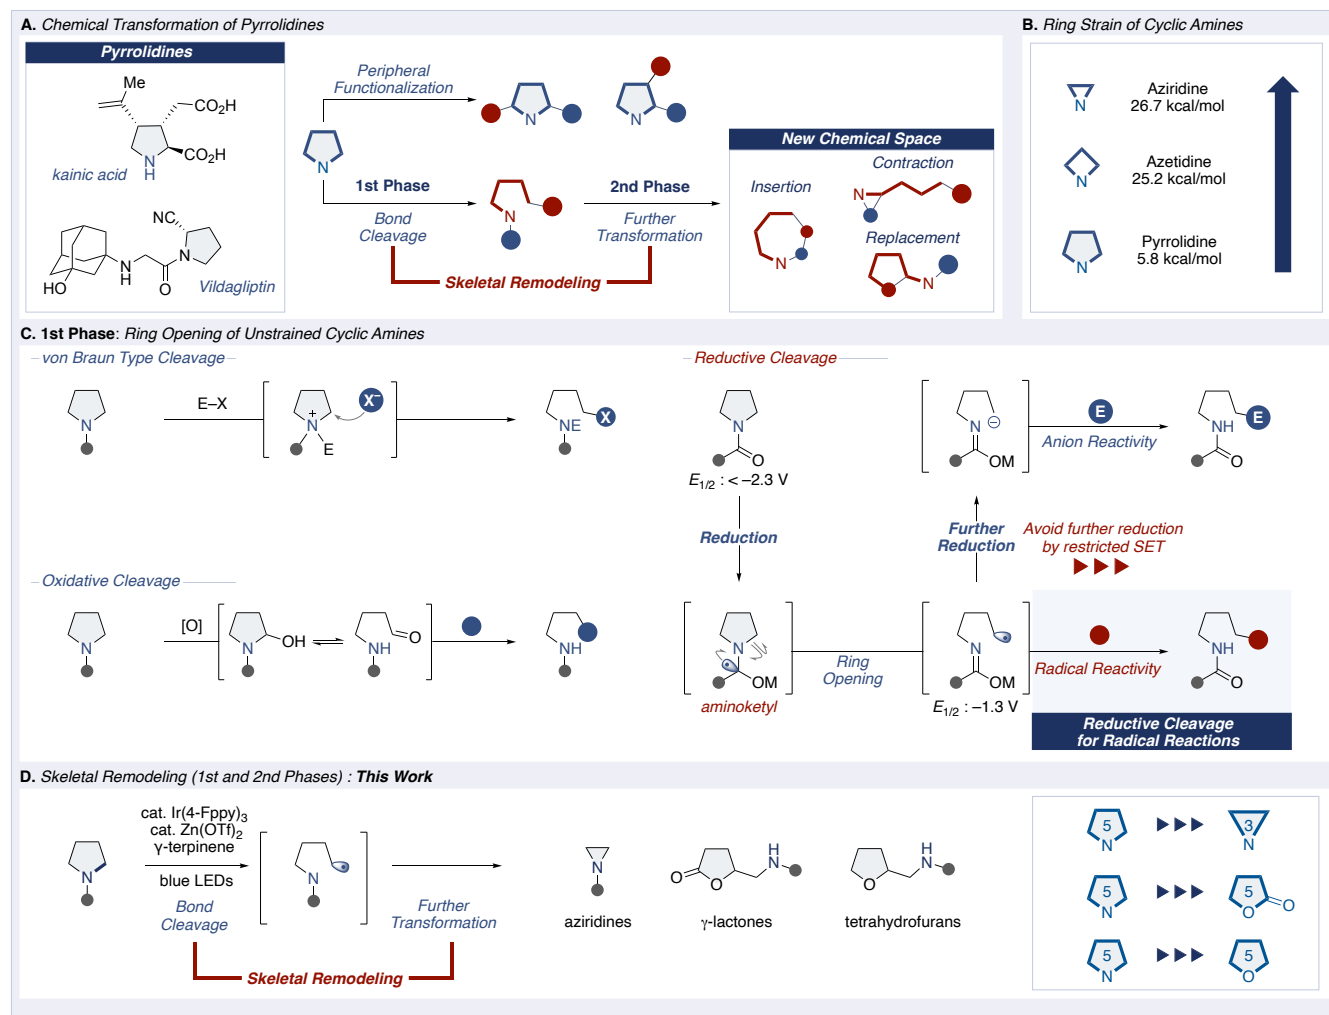 A. Chemical Transformation of Pyrrolidines
Pyrrolidines
Me
CO2H
CO2H
N
H
kainic acid
NC
N
N
H
O
HO
Vildagliptin
Peripheral
Functionalization
N
N
N
1st Phase
Bond
Cleavage
N
2nd Phase
Further
Transformation
Skeletal Remodeling
New Chemical Space
Contraction
Insertion
N
N
Replacement
N
B. Ring Strain of Cyclic Amines
N
Aziridine
26.7 kcal/mol
N
Azetidine
25.2 kcal/mol
N
Pyrrolidine
5.8 kcal/mol
C. 1st Phase: Ring Opening of Unstrained Cyclic Amines
von Braun Type Cleavage
N
E–X
N
+
E
X–
NE
X
Oxidative Cleavage
N
[O]
N
OH
NH
O
NH
Reductive Cleavage
N
O
E1/2 : < –2.3 V
Reduction
N
OM
aminoketyl
Ring
Opening
N
OM
E1/2 : –1.3 V
Further
Reduction
Avoid further reduction
by restricted SET
N
–
OM
E
Anion Reactivity
NH
O
E
Radical Reactivity
NH
O
Reductive Cleavage
for Radical Reactions
D. Skeletal Remodeling (1st and 2nd Phases) : This Work
N
cat. Ir(4-Fppy)3
cat. Zn(OTf)2
γ-terpinene
blue LEDs
Bond
Cleavage
N
Further
Transformation
Skeletal Remodeling
N
aziridines
O
O
H
N
γ-lactones
O
H
N
tetrahydrofurans
5
N
3
N
5
N
5
O
O
5
N
5
O